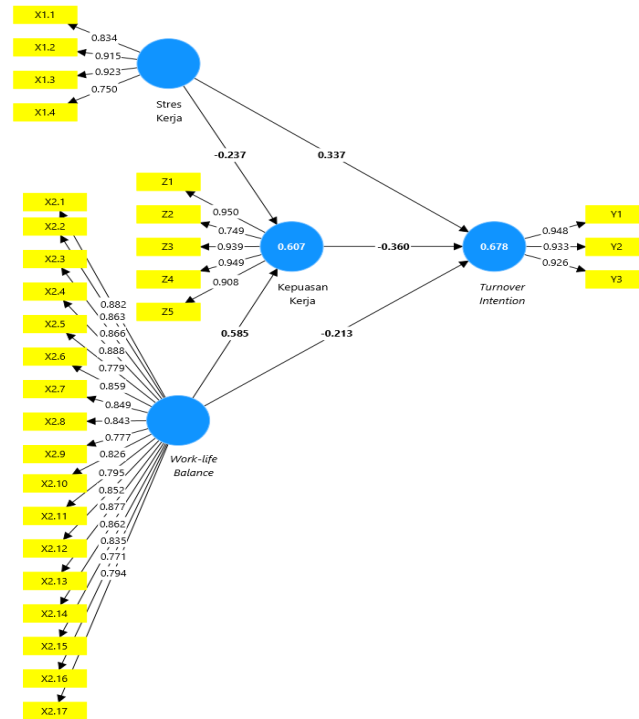 X1.1
X1.2
X1.3
X1.4
0.834
0.915
0.923
0.750
Stres
Kerja
-0.237
0.337
Z1
Z2
Z3
Z4
Z5
0.950
0.749
0.939
0.949
0.908
0.607
Kepuasan
Kerja
-0.360
0.678
Turnover
Intention
0.948
0.933
0.926
Y1
Y2
Y3
0.585
-0.213
X2.1
X2.2
X2.3
X2.4
X2.5
X2.6
X2.7
X2.8
X2.9
X2.10
X2.11
X2.12
X2.13
X2.14
X2.15
X2.16
X2.17
0.882
0.863
0.866
0.888
0.779
0.859
0.849
0.843
0.777
0.826
0.795
0.852
0.877
0.862
0.835
0.771
0.794
Work-life
Balance